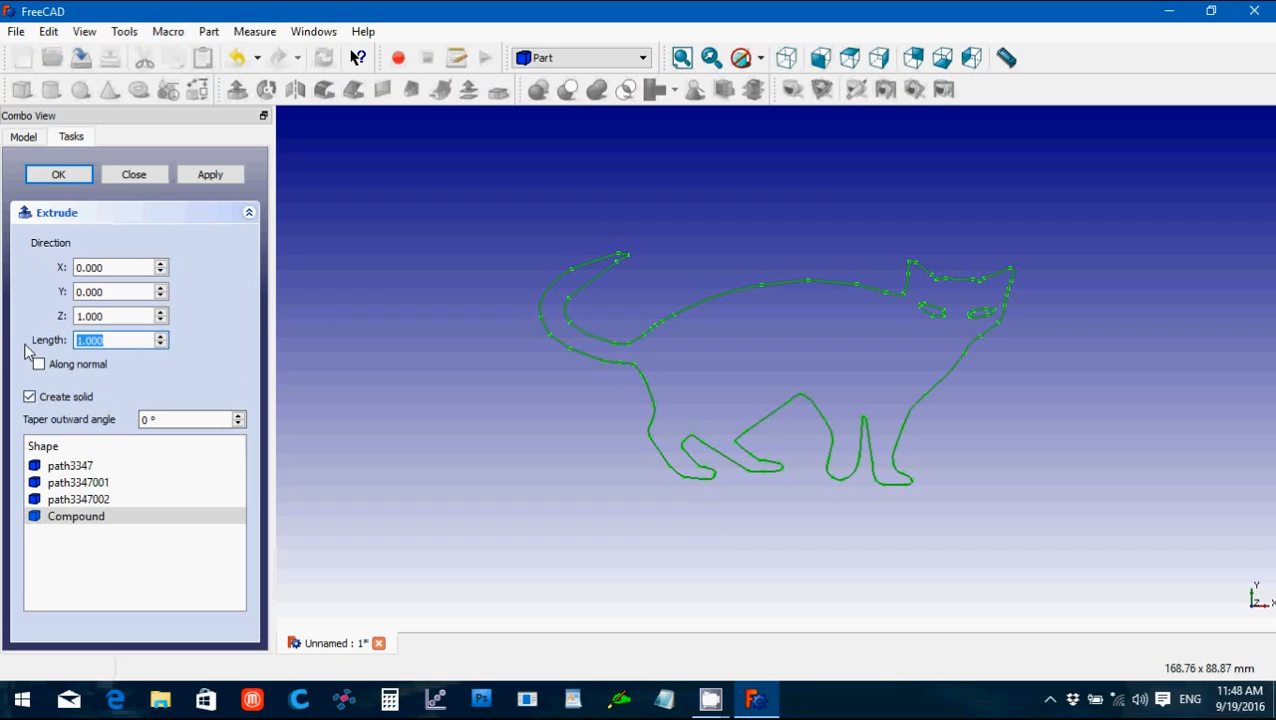 FreeCAD
File Edit View Tools Macro Part Measure Windows Help
Part
Combo View
Model Tasks
OK Close Apply
Extrude
Direction
X: 0.000
Y: 0.000
Z: 1.000
Length: 1.000
Along normal
Create solid
Taper outward angle 0 °
Shape
path3347
path3347001
path3347002
Compound
Y
Z X
Unnamed : 1*
168.76 x 88.87 mm
Ps
ENG
11:48 AM
9/19/2016